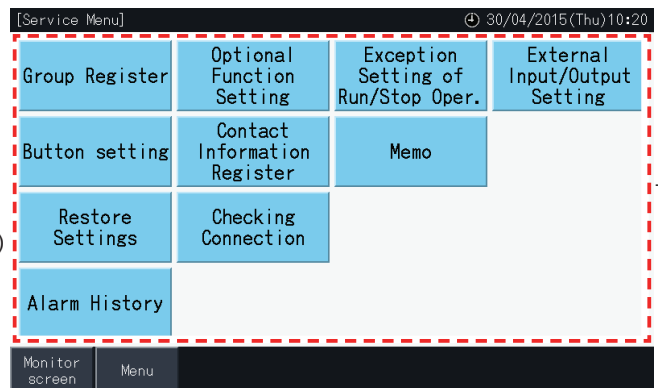 [Service Menu] 30/04/2015(Thu)10:20
Group Register
Optional
Function
Setting
Exception
Setting of
Run/Stop Oper.
External
Input/Output
Setting
Button setting
Contact
Information
Register
Memo
Restore
Settings
Checking
Connection
Alarm History
Monitor
screen
Menu
)